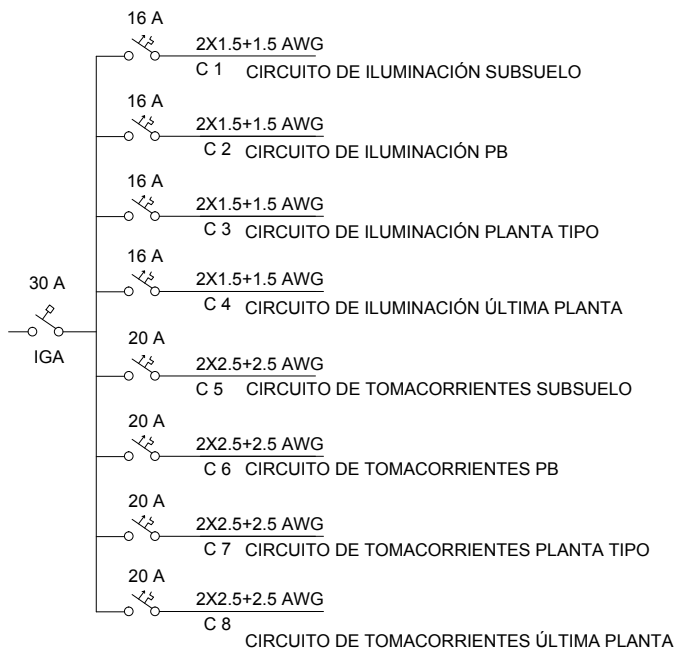 16 A
2X1.5+1.5 AWG
C 1 CIRCUITO DE ILUMINACIÓN SUBSUELO
16 A
2X1.5+1.5 AWG
C 2 CIRCUITO DE ILUMINACIÓN PB
16 A
2X1.5+1.5 AWG
C 3 CIRCUITO DE ILUMINACIÓN PLANTA TIPO
16 A
2X1.5+1.5 AWG
C 4 CIRCUITO DE ILUMINACIÓN ÚLTIMA PLANTA
30 A
IGA
20 A
2X2.5+2.5 AWG
C 5 CIRCUITO DE TOMACORRIENTES SUBSUELO
20 A
2X2.5+2.5 AWG
C 6 CIRCUITO DE TOMACORRIENTES PB
20 A
2X2.5+2.5 AWG
C 7 CIRCUITO DE TOMACORRIENTES PLANTA TIPO
20 A
2X2.5+2.5 AWG
C 8
CIRCUITO DE TOMACORRIENTES ÚLTIMA PLANTA